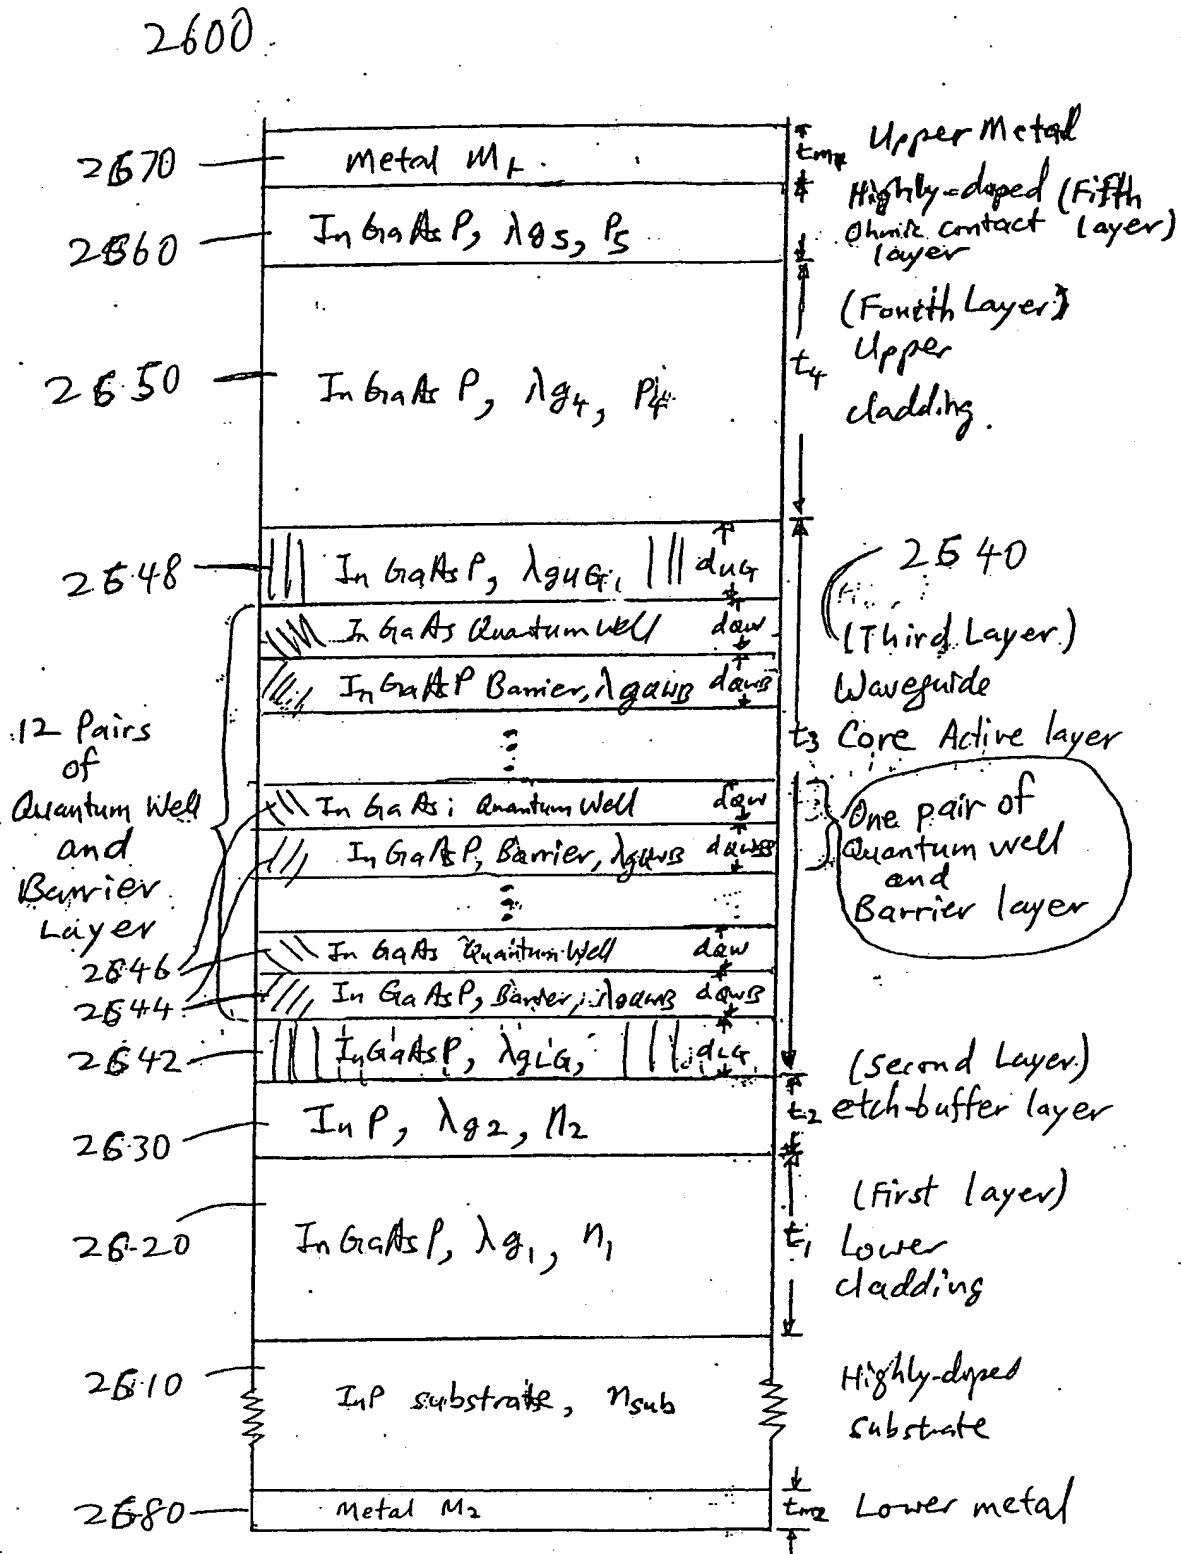 2600
2670
Metal M1
tm1
Upper Metal
2660
InGaAsP, λg5, P5
Highly-doped (Fifth
Ohmic contact layer)
layer
2650
InGaAsP, λg4, P4
t4
(Fourth Layer)
Upper
cladding.
2648
InGaAsP, λgUG,
dUG
2640
InGaAs Quantum Well
dQW
(Third Layer)
InGaAsP Barrier, λgQWB
dQWB
Waveguide
t3
Core Active layer
12 Pairs
of
Quantum Well
and
Barrier
Layer
InGaAs; Quantum Well
dQW
InGaAsP, Barrier, λgQWB
dQWB
One pair of
Quantum well
and
Barrier layer
2646
InGaAs Quantum Well
dQW
2644
InGaAsP, Barrier, λgQWB
dQWB
2642
InGaAsP, λgLG,
dLG
2630
InP, λg2, n2
t2
(Second Layer)
etch-buffer layer
2620
InGaAsP, λg1, n1
t1
(First layer)
Lower
cladding
2610
InP substrate, nsub
Highly-doped
substrate
2680
Metal M2
tm2
Lower metal